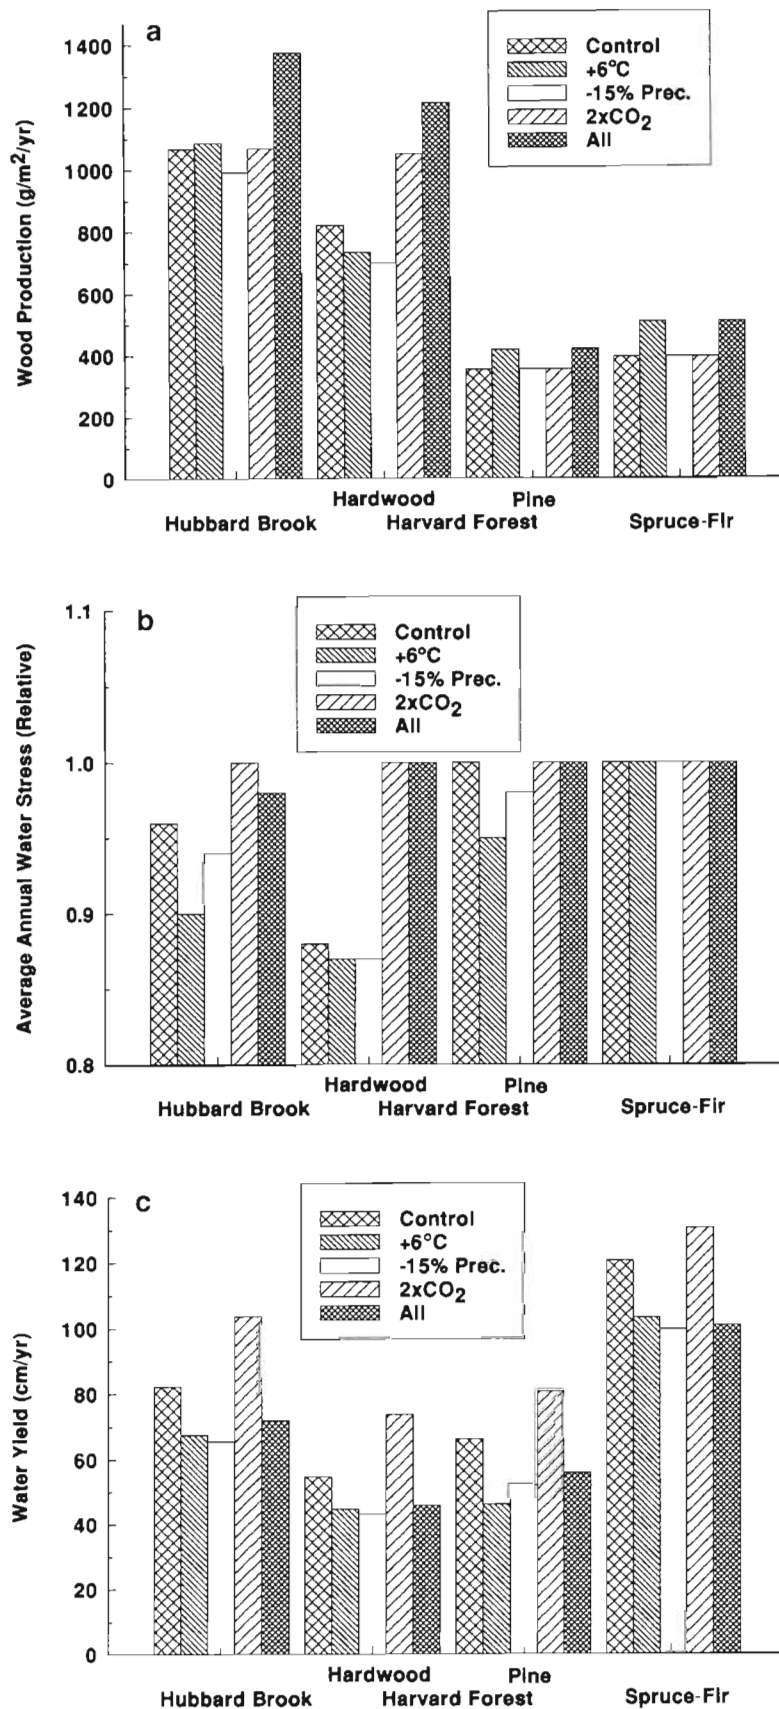 a
Control
+6°C
-15% Prec.
2xCO2
All
Wood Production (g/m2/yr)
1400
1200
1000
800
600
400
200
0
Hardwood Pine
Hubbard Brook Harvard Forest Spruce-Fir
b
Control
+6°C
-15% Prec.
2xCO2
All
Average Annual Water Stress (Relative)
1.1
1.0
0.9
0.8
Hardwood Pine
Hubbard Brook Harvard Forest Spruce-Fir
c
Control
+6°C
-15% Prec.
2xCO2
All
Water Yield (cm/yr)
140
120
100
80
60
40
20
0
Hardwood Pine
Hubbard Brook Harvard Forest Spruce-Fir